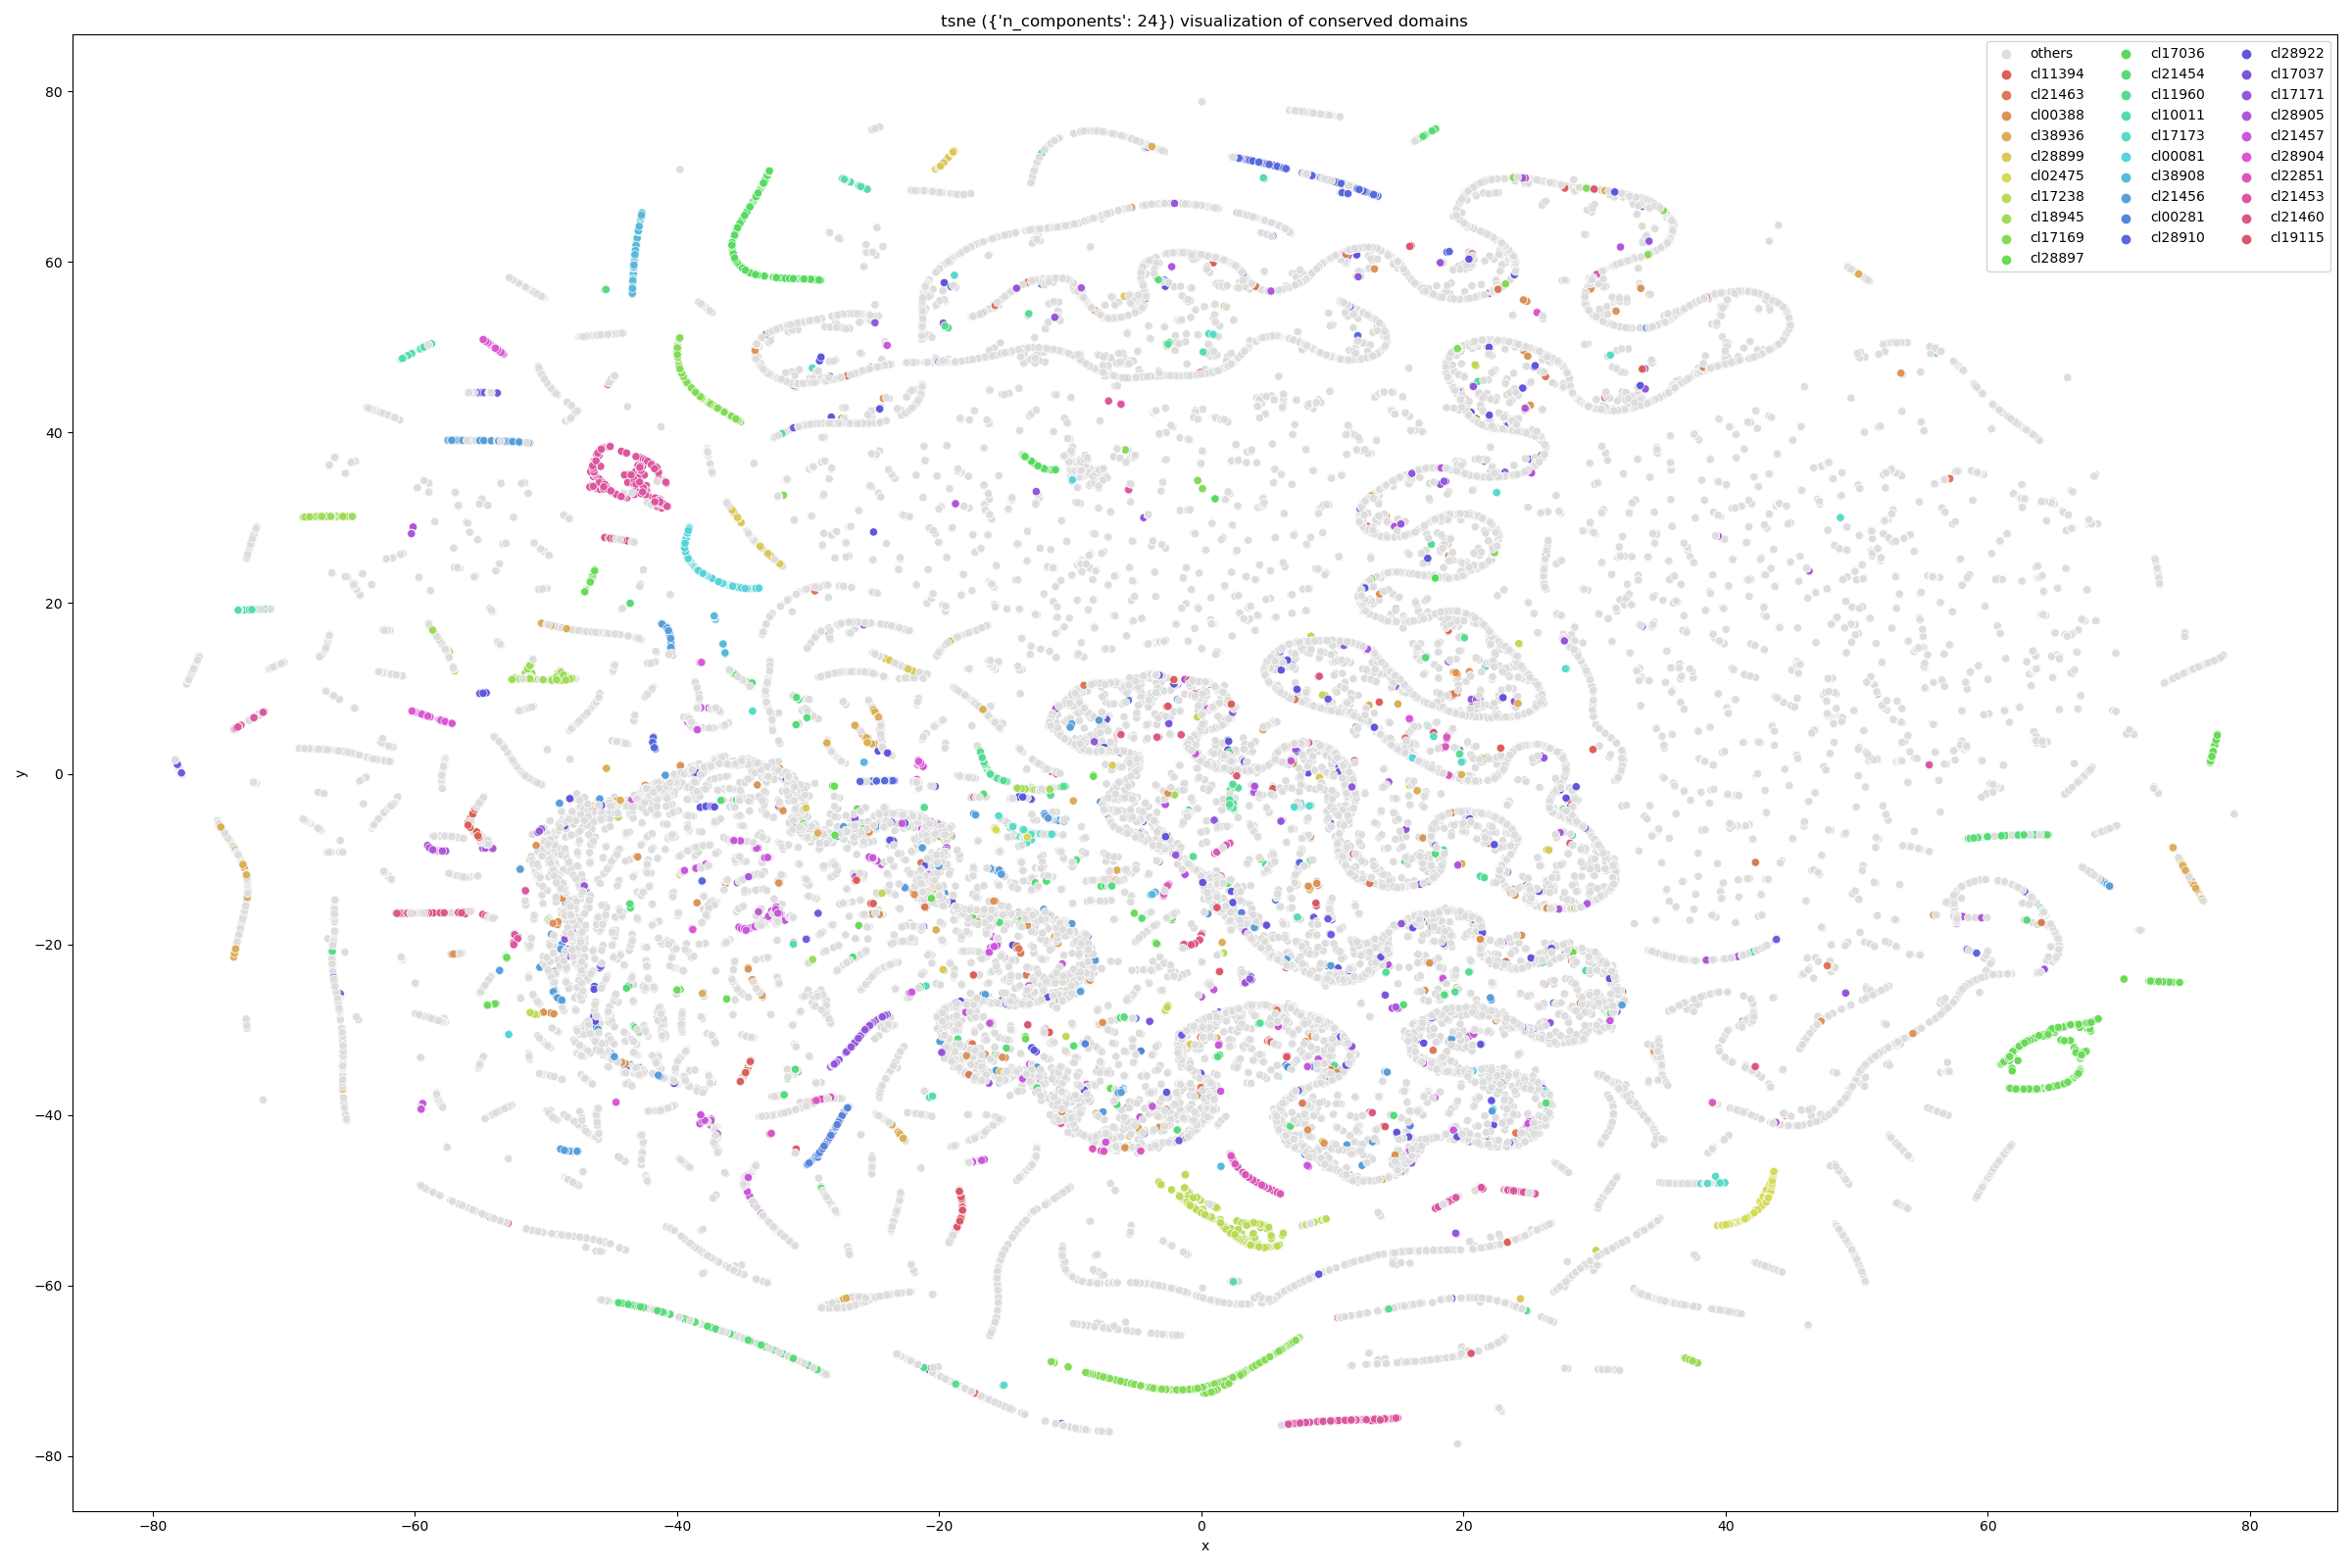 tsne ({'n_components': 24}) visualization of conserved domains
others
cl11394
cl21463
cl00388
cl38936
cl28899
cl02475
cl17238
cl18945
cl17169
cl28897
cl17036
cl21454
cl11960
cl10011
cl17173
cl00081
cl38908
cl21456
cl00281
cl28910
cl28922
cl17037
cl17171
cl28905
cl21457
cl28904
cl22851
cl21453
cl21460
cl19115
80
60
40
20
0
−20
−40
−60
−80
y
−80 −60 −40 −20 0 20 40 60 80
x